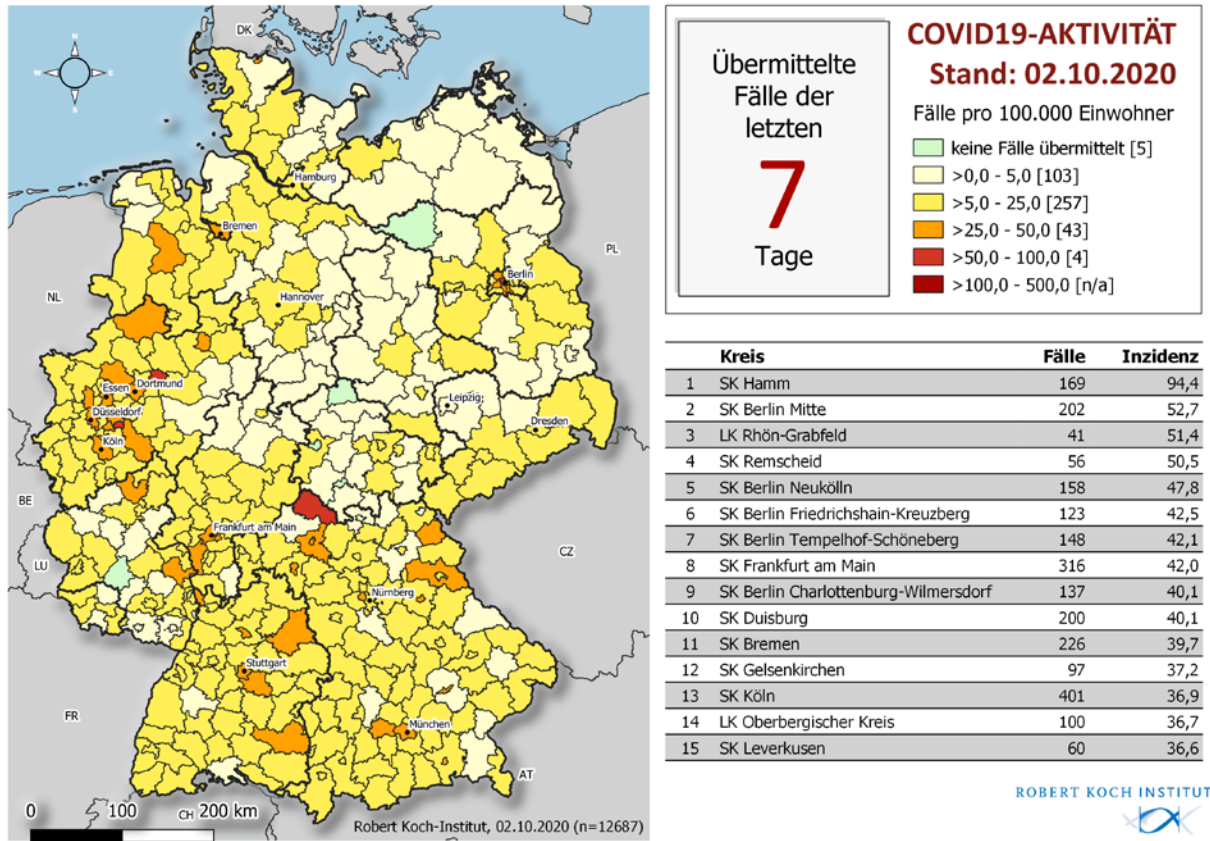 DK
N
W
E
S
Hamburg
Bremen
PL
Berlin
NL
Hannover
Essen
Dortmund
Düsseldorf
Leipzig
Dresden
Köln
BE
Frankfurt am Main
CZ
LU
Nürnberg
Stuttgart
FR
München
AT
0 100 CH 200 km
Robert Koch-Institut, 02.10.2020 (n=12687)
Übermittelte
Fälle der
letzten
7
Tage
COVID19-AKTIVITÄT
Stand: 02.10.2020
Fälle pro 100.000 Einwohner
keine Fälle übermittelt [5]
>0,0 - 5,0 [103]
>5,0 - 25,0 [257]
>25,0 - 50,0 [43]
>50,0 - 100,0 [4]
>100,0 - 500,0 [n/a]
Kreis Fälle Inzidenz
1 SK Hamm 169 94,4
2 SK Berlin Mitte 202 52,7
3 LK Rhön-Grabfeld 41 51,4
4 SK Remscheid 56 50,5
5 SK Berlin Neukölln 158 47,8
6 SK Berlin Friedrichshain-Kreuzberg 123 42,5
7 SK Berlin Tempelhof-Schöneberg 148 42,1
8 SK Frankfurt am Main 316 42,0
9 SK Berlin Charlottenburg-Wilmersdorf 137 40,1
10 SK Duisburg 200 40,1
11 SK Bremen 226 39,7
12 SK Gelsenkirchen 97 37,2
13 SK Köln 401 36,9
14 LK Oberbergischer Kreis 100 36,7
15 SK Leverkusen 60 36,6
ROBERT KOCH INSTITUT